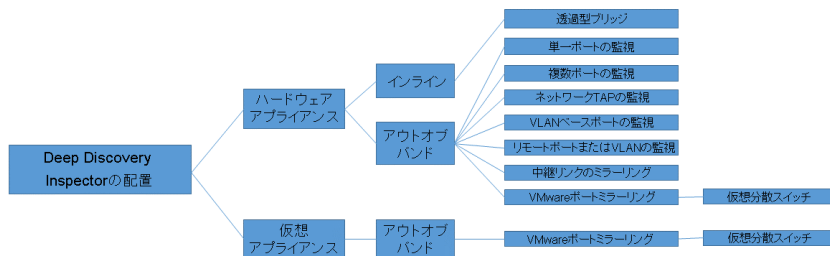 Deep Discovery
Inspectorの配置
ハードウェア
アプライアンス
インライン
透過型ブリッジ
アウトオブ
バンド
単一ポートの監視
複数ポートの監視
ネットワークTAPの監視
VLANベースポートの監視
リモートポートまたはVLANの監視
中継リンクのミラーリング
VMwareポートミラーリング
仮想分散スイッチ
仮想
アプライアンス
アウトオブ
バンド
VMwareポートミラーリング
仮想分散スイッチ